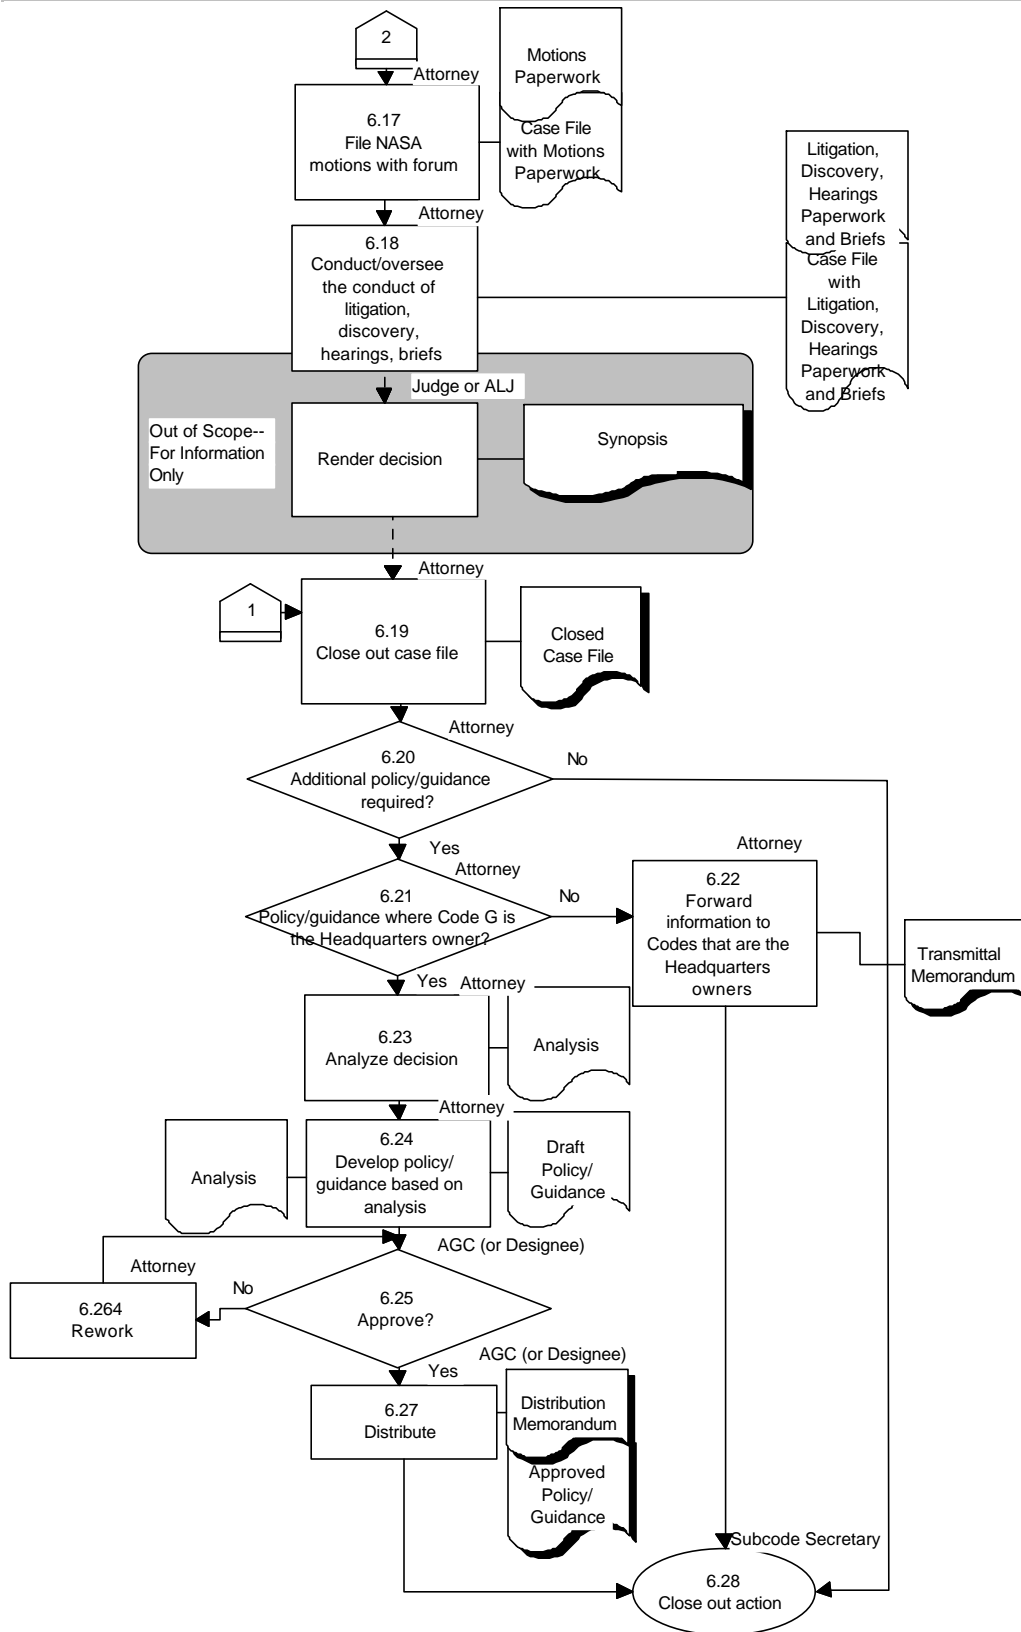 2
Attorney
Motions
Paperwork
6.17
File NASA
motions with forum
Case File
with Motions
Paperwork
Attorney
Litigation,
Discovery,
Hearings
Paperwork
and Briefs
6.18
Conduct/oversee
the conduct of
litigation,
discovery,
hearings, briefs
Case File
with
Litigation,
Discovery,
Hearings
Paperwork
and Briefs
Judge or ALJ
Out of Scope--
For Information
Only
Render decision
Synopsis
Attorney
1
6.19
Close out case file
Closed
Case File
Attorney
6.20
Additional policy/guidance
required?
No
Yes
Attorney
6.21
Policy/guidance where Code G is
the Headquarters owner?
No
Attorney
6.22
Forward
information to
Codes that are the
Headquarters
owners
Transmittal
Memorandum
Yes
Attorney
6.23
Analyze decision
Analysis
Attorney
Analysis
6.24
Develop policy/
guidance based on
analysis
Draft
Policy/
Guidance
AGC (or Designee)
Attorney
6.264
Rework
No
6.25
Approve?
Yes
AGC (or Designee)
6.27
Distribute
Distribution
Memorandum
Approved
Policy/
Guidance
Subcode Secretary
6.28
Close out action